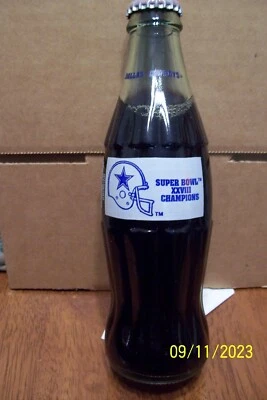 DALLAS COWBOYS
SUPER BOWL™
XXVIII
CHAMPIONS
™
09/11/2023